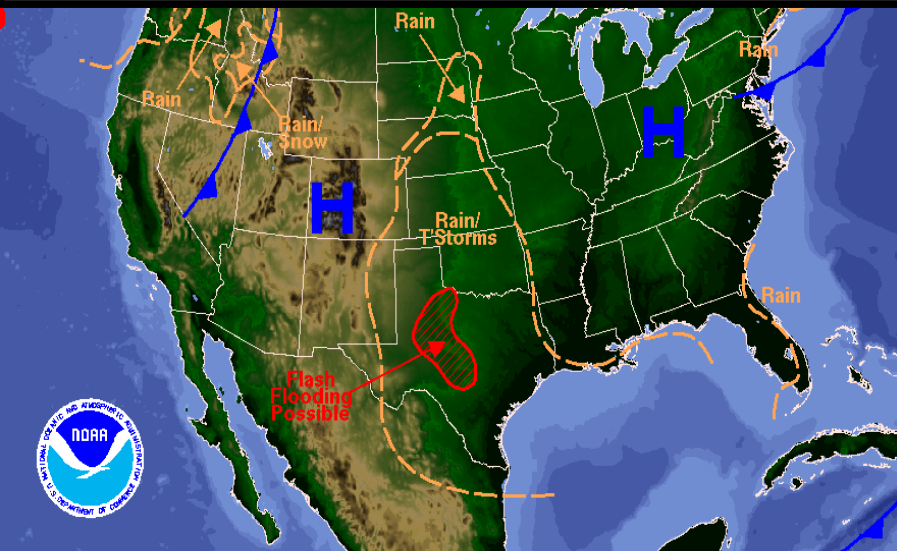 Rain
Rain
Rain
Rain/
Snow
H
H
Rain/
T'Storms
Rain
Flash
Flooding
Possible
NATIONAL OCEANIC AND ATMOSPHERIC ADMINISTRATION
NOAA
U.S. DEPARTMENT OF COMMERCE